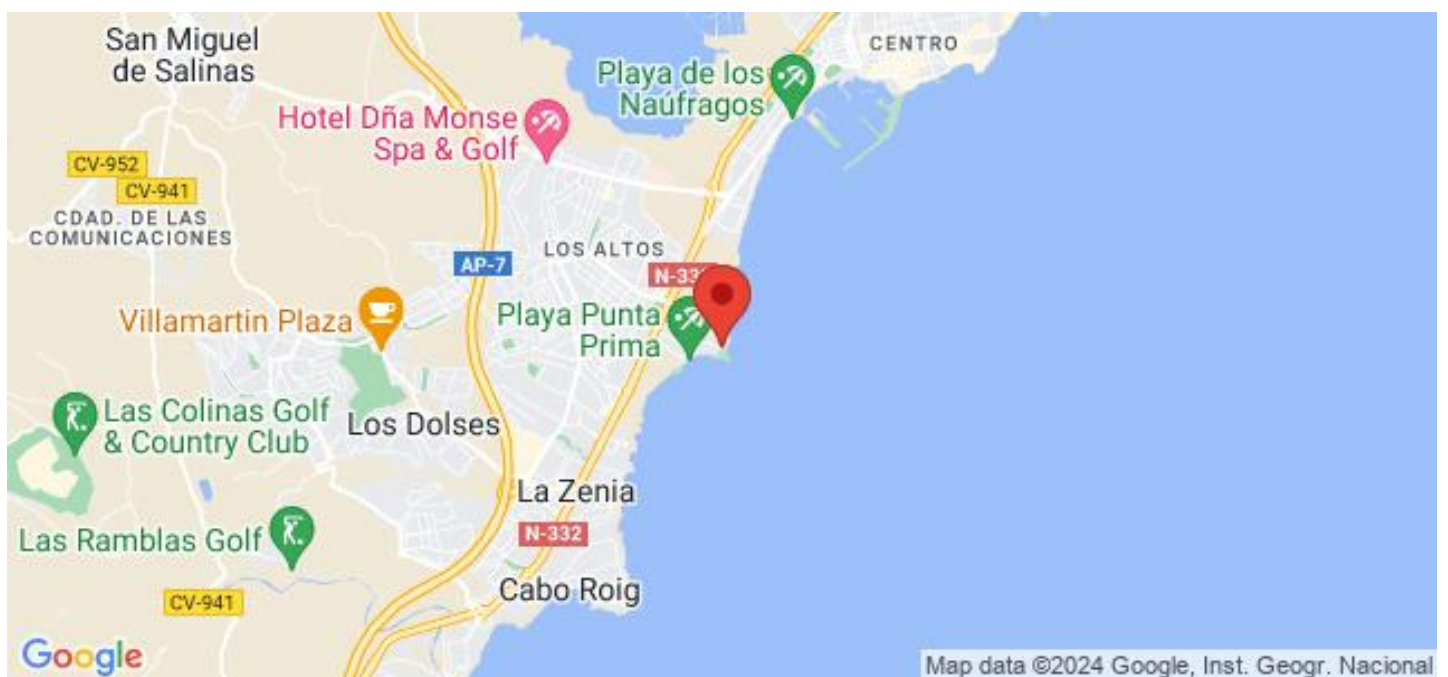 San Miguel
de Salinas
CENTRO
Playa de los
Naúfragos
Hotel Dña Monse
Spa & Golf
CV-952
CV-941
CDAD. DE LAS
COMUNICACIONES
LOS ALTOS
AP-7
Villamartin Plaza
Playa Punta
Prima
Las Colinas Golf
& Country Club
Los Dolses
La Zenia
Las Ramblas Golf
N-332
Cabo Roig
CV-941
Google
Map data ©2024 Google, Inst. Geogr. Nacional